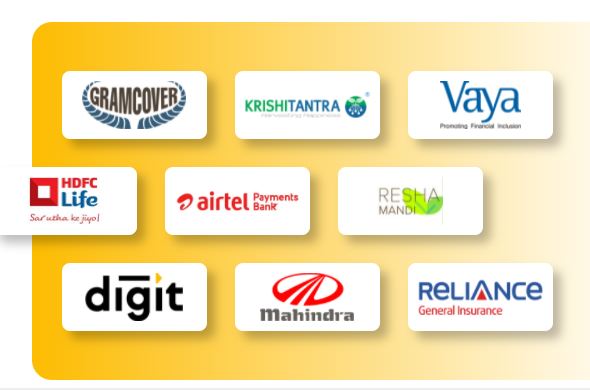 GRAMCOVER
KRISHITANTRA
Harvesting Happiness
Vaya
Promoting Financial Inclusion
HDFC
Life
Sar utha ke jiyo!
airtel Payments
Bank
RESHA
MANDI
digit
Mahindra
RELIANCE
General Insurance